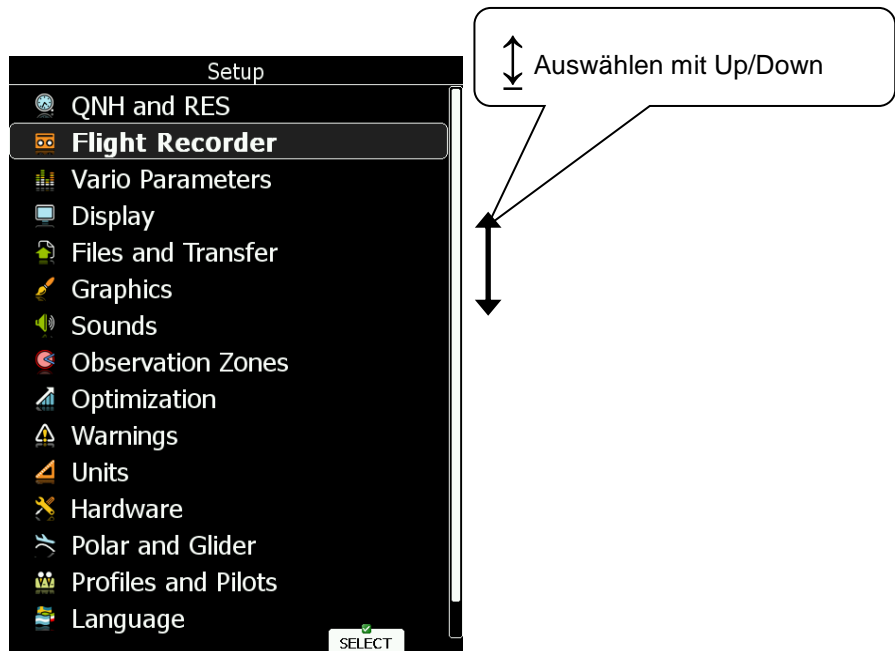 Auswählen mit Up/Down
Setup
QNH and RES
Flight Recorder
Vario Parameters
Display
Files and Transfer
Graphics
Sounds
Observation Zones
Optimization
Warnings
Units
Hardware
Polar and Glider
Profiles and Pilots
Language
SELECT